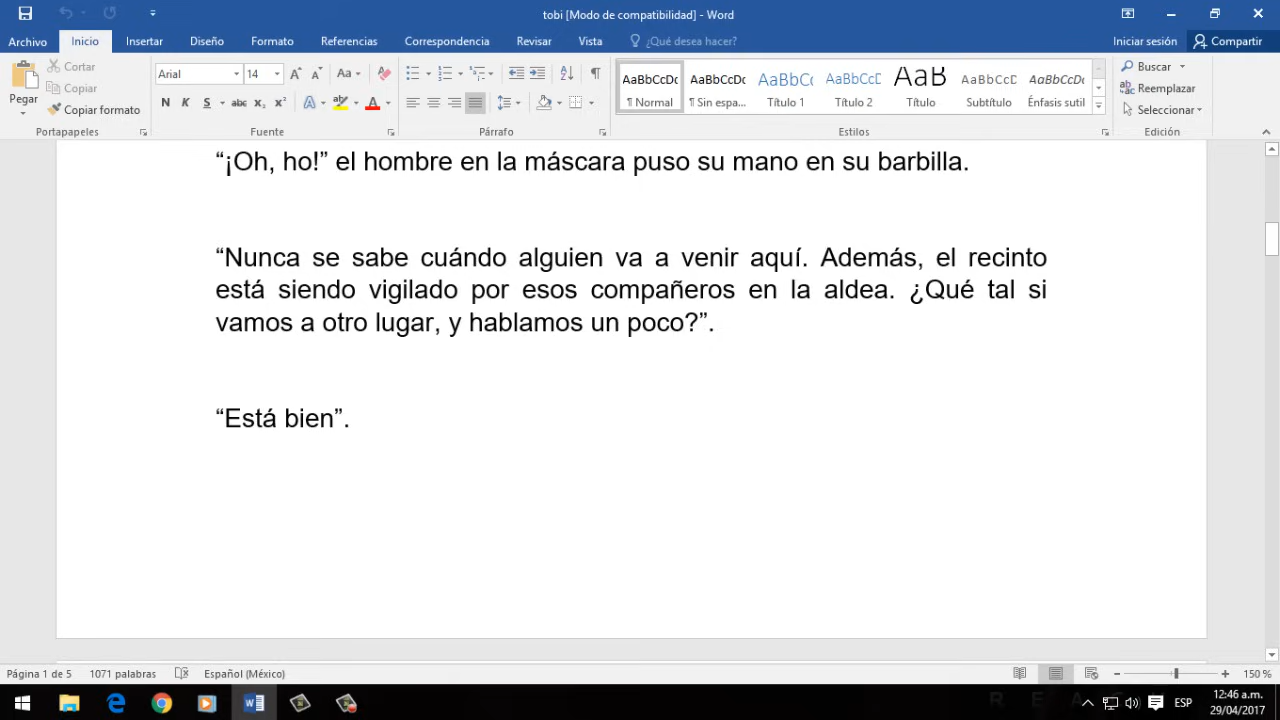 tobi [Modo de compatibilidad] - Word
Archivo Inicio Insertar Diseño Formato Referencias Correspondencia Revisar Vista ¿Qué desea hacer? Iniciar sesión Compartir
Pegar Cortar Copiar Copiar formato
Portapapeles
Arial 14
N K S abc x₂ x²
Fuente
Párrafo
AaBbCcDc AaBbCcDc AaBbC AaBbCcD AaB AaBbCcD AaBbCcDc
¶ Normal ¶ Sin espa... Título 1 Título 2 Título Subtítulo Énfasis sutil
Estilos
Buscar
Reemplazar
Seleccionar
Edición
“¡Oh, ho!” el hombre en la máscara puso su mano en su barbilla.
“Nunca se sabe cuándo alguien va a venir aquí. Además, el recinto
está siendo vigilado por esos compañeros en la aldea. ¿Qué tal si
vamos a otro lugar, y hablamos un poco?”.
“Está bien”.
Página 1 de 5 1071 palabras Español (México) 150 %
ESP 12:46 a.m.
29/04/2017